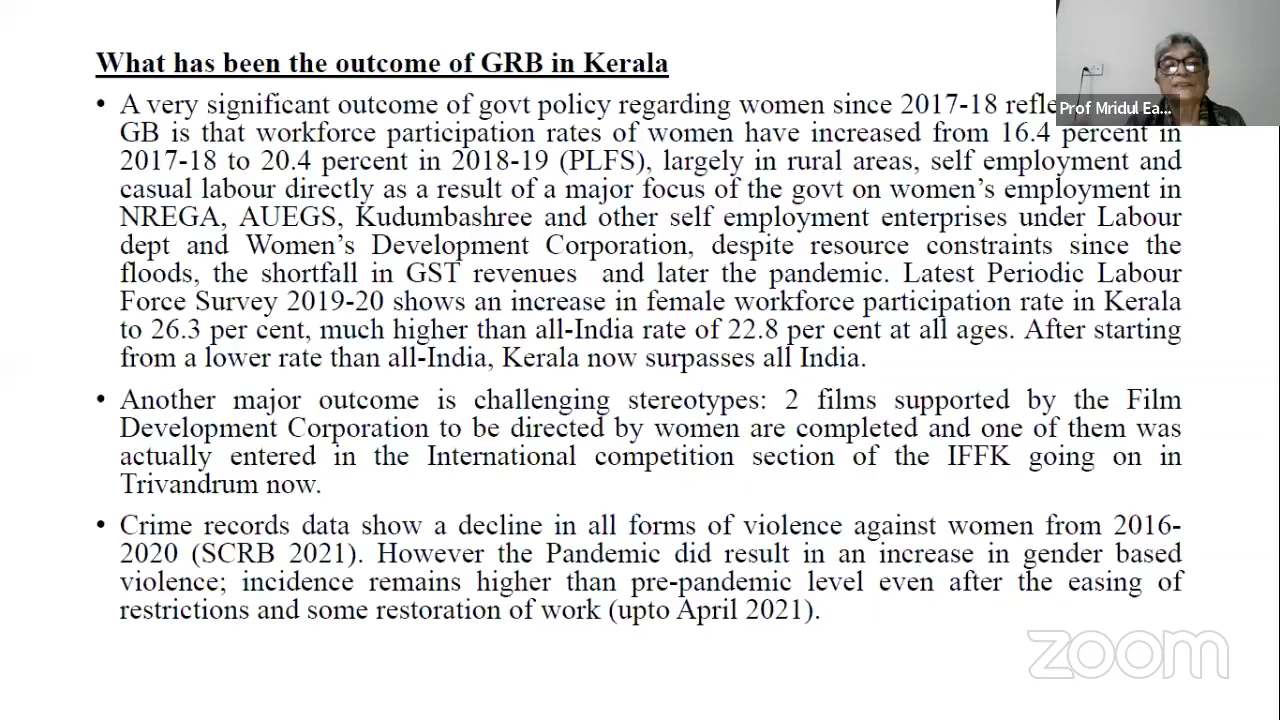 What has been the outcome of GRB in Kerala
• A very significant outcome of govt policy regarding women since 2017-18
GB is that workforce participation rates of women have increased from 16.4 percent in
2017-18 to 20.4 percent in 2018-19 (PLFS), largely in rural areas, self employment and
casual labour directly as a result of a major focus of the govt on women's employment in
NREGA, AUEGS, Kudumbashree and other self employment enterprises under Labour
dept and Women's Development Corporation, despite resource constraints since the
floods, the shortfall in GST revenues and later the pandemic. Latest Periodic Labour
Force Survey 2019-20 shows an increase in female workforce participation rate in Kerala
to 26.3 per cent, much higher than all-India rate of 22.8 per cent at all ages. After starting
from a lower rate than all-India, Kerala now surpasses all India.
• Another major outcome is challenging stereotypes: 2 films supported by the Film
Development Corporation to be directed by women are completed and one of them was
actually entered in the International competition section of the IFFK going on in
Trivandrum now.
• Crime records data show a decline in all forms of violence against women from 2016-
2020 (SCRB 2021). However the Pandemic did result in an increase in gender based
violence; incidence remains higher than pre-pandemic level even after the easing of
restrictions and some restoration of work (upto April 2021).
Prof Mridul Ea...
zoom